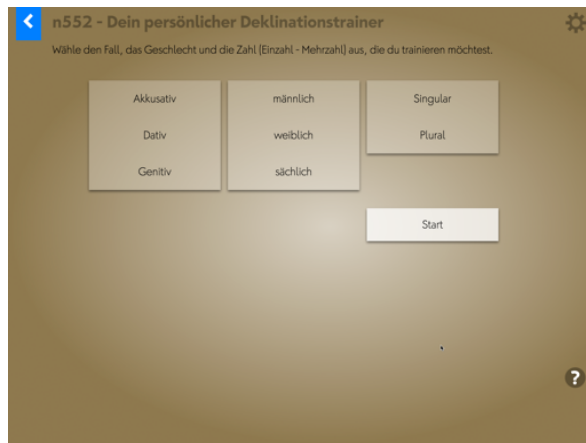 n552 - Dein persönlicher Deklinationstrainer
Wähle den Fall, das Geschlecht und die Zahl (Einzahl - Mehrzahl) aus, die du trainieren möchtest.
Akkusativ männlich Singular
Dativ weiblich Plural
Genitiv sächlich
Start
?